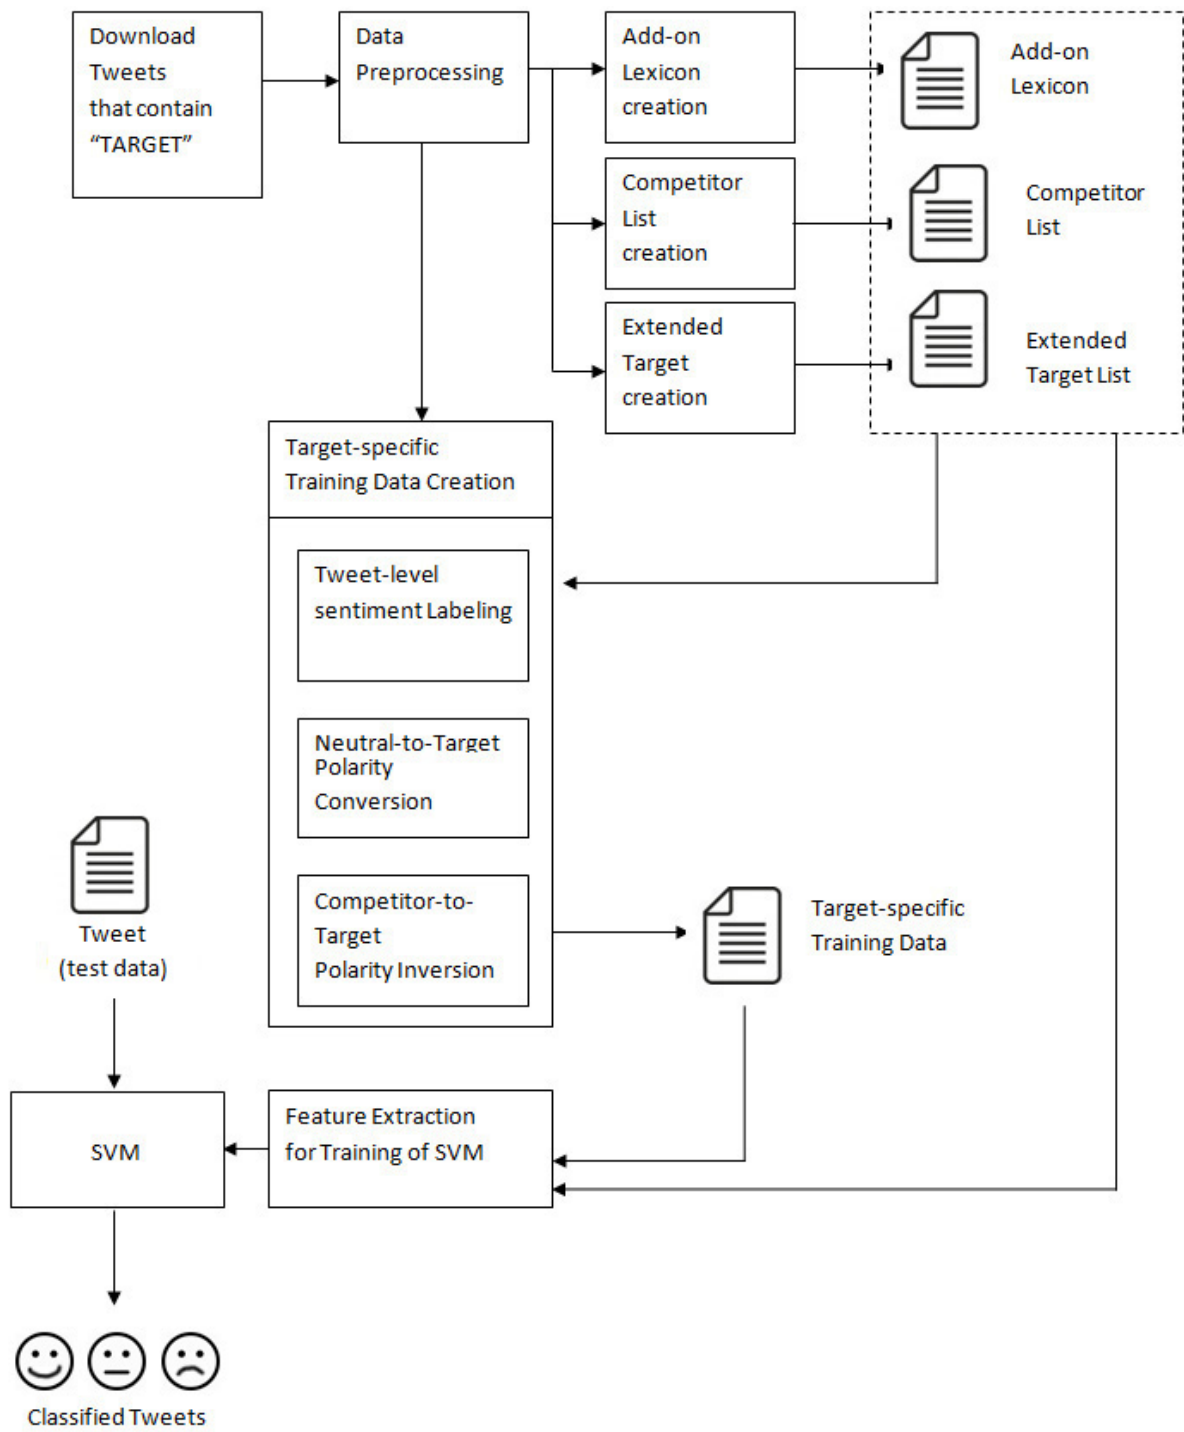 Download
Tweets
that contain
“TARGET”
Data
Preprocessing
Add-on
Lexicon
creation
Add-on
Lexicon
Competitor
List
creation
Competitor
List
Extended
Target
creation
Extended
Target List
Target-specific
Training Data Creation
Tweet-level
sentiment Labeling
Neutral-to-Target
Polarity
Conversion
Competitor-to-
Target
Polarity Inversion
Target-specific
Training Data
Tweet
(test data)
SVM
Feature Extraction
for Training of SVM
Classified Tweets